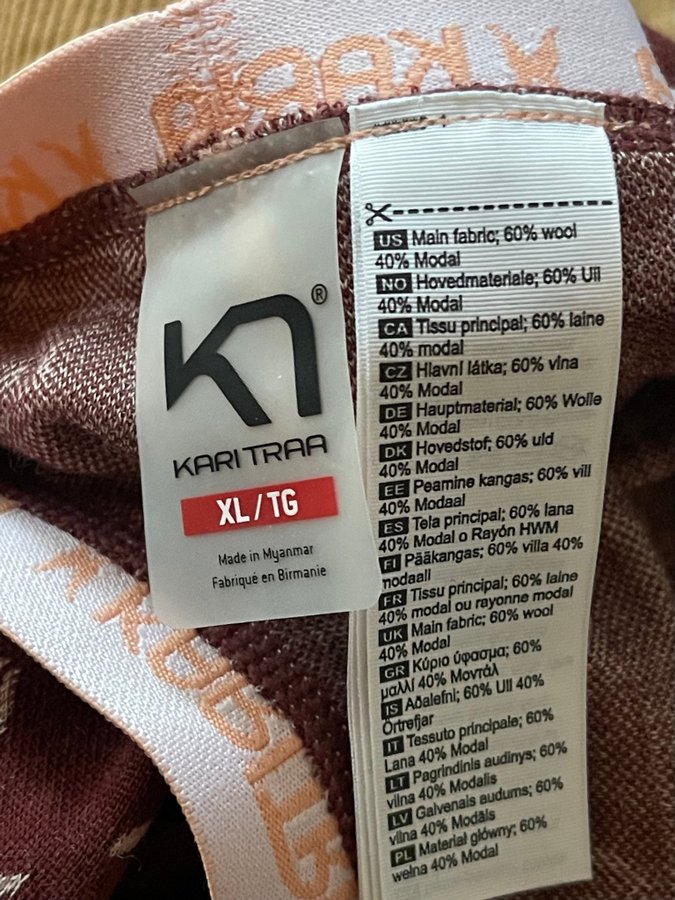 KARI TRAA
®
KARI TRAA
XL/TG
Made in Myanmar
Fabriqué en Birmanie
US Main fabric; 60% wool
40% Modal
NO Hovedmateriale; 60% Ull
40% Modal
CA Tissu principal; 60% laine
40% modal
CZ Hlavní látka; 60% vlna
40% Modal
DE Hauptmaterial; 60% Wolle
40% Modal
DK Hovedstof; 60% uld
40% Modal
EE Peamine kangas; 60% vill
40% Modaal
ES Tela principal; 60% lana
40% Modal o Rayón HWM
FI Pääkangas; 60% villa 40%
modaali
FR Tissu principal; 60% laine
40% modal ou rayonne modal
UK Main fabric; 60% wool
40% Modal
GR Κύριο ύφασμα; 60%
μαλλί 40% Μοντάλ
IS Aðalefni; 60% Ull 40%
Örtrefjar
IT Tessuto principale; 60%
Lana 40% Modal
LT Pagrindinis audinys; 60%
vilna 40% Modalis
LV Galvenais audums; 60%
vilna 40% Modāls
PL Materiał główny; 60%
wełna 40% Modal